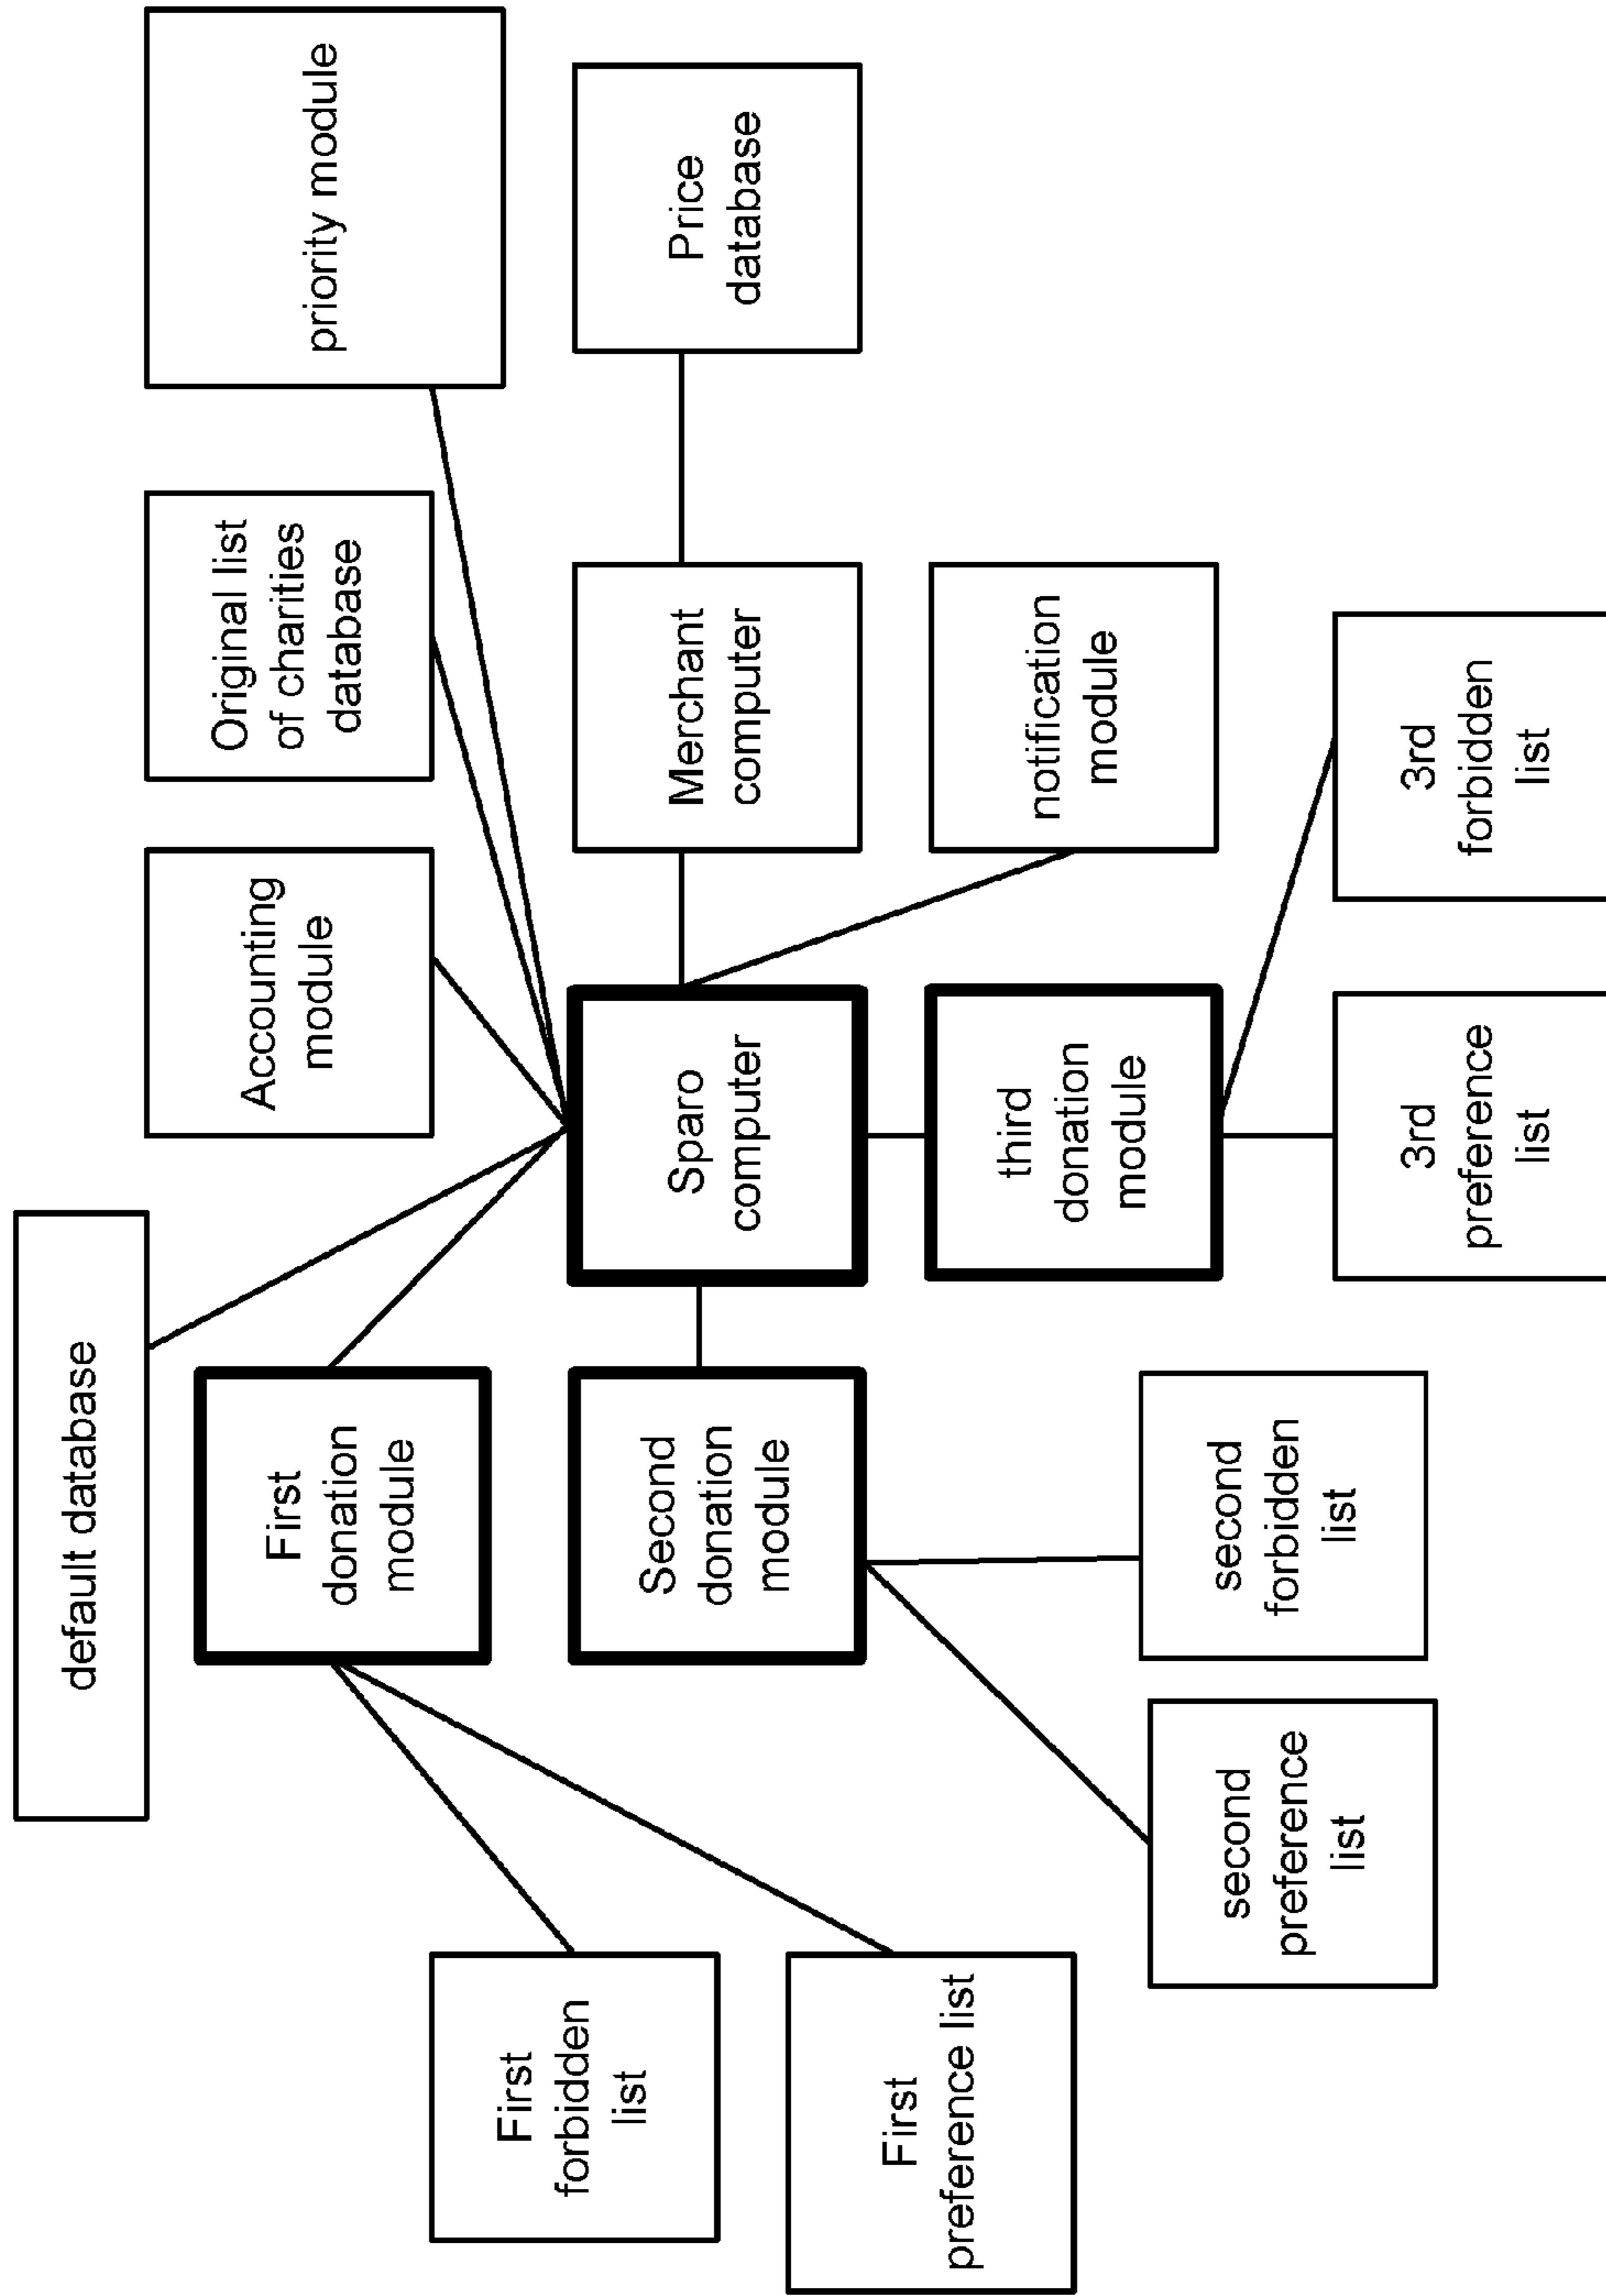 default database
First
donation
module
Accounting
module
Original list
of charities
database
priority module
First
forbidden
list
First
preference list
Second
donation
module
Sparo
computer
Merchant
computer
Price
database
third
donation
module
notification
module
second
preference
list
second
forbidden
list
3rd
preference
list
3rd
forbidden
list